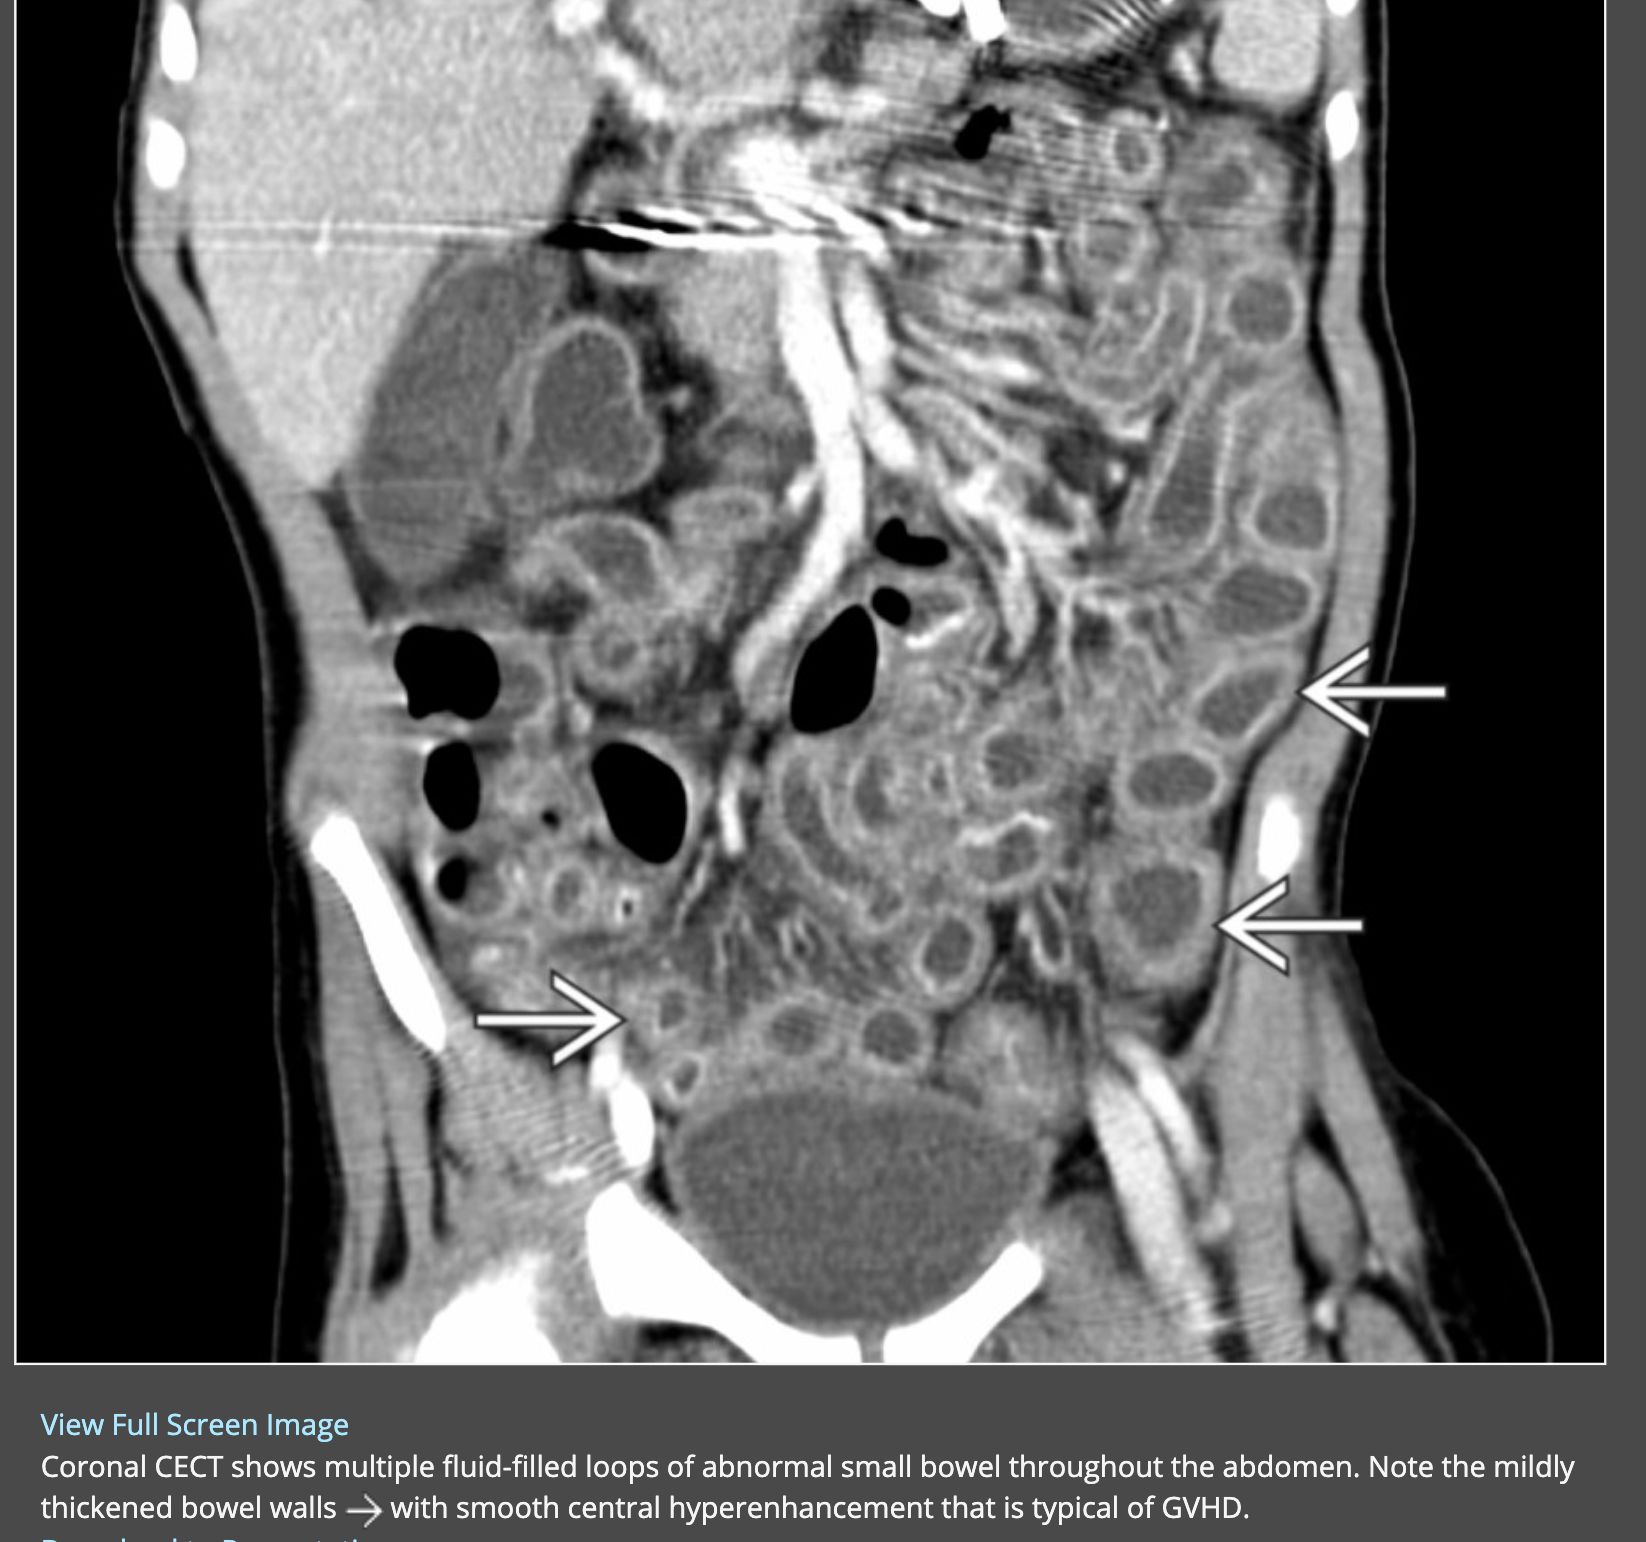 View Full Screen Image
Coronal CECT shows multiple fluid-filled loops of abnormal small bowel throughout the abdomen. Note the mildly
thickened bowel walls → with smooth central hyperenhancement that is typical of GVHD.